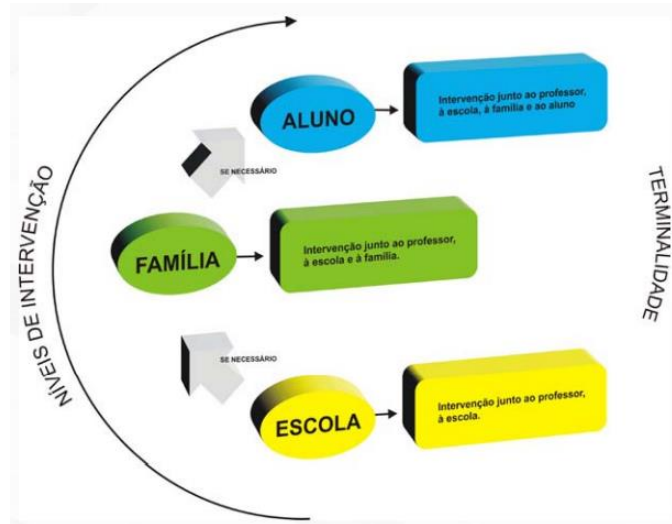 NÍVEIS DE INTERVENÇÃO
ALUNO
Intervenção junto ao professor,
à escola, à família e ao aluno
SE NECESSÁRIO
FAMÍLIA
Intervenção junto ao professor,
à escola e à família.
SE NECESSÁRIO
ESCOLA
Intervenção junto ao professor,
à escola.
TERMINALIDADE